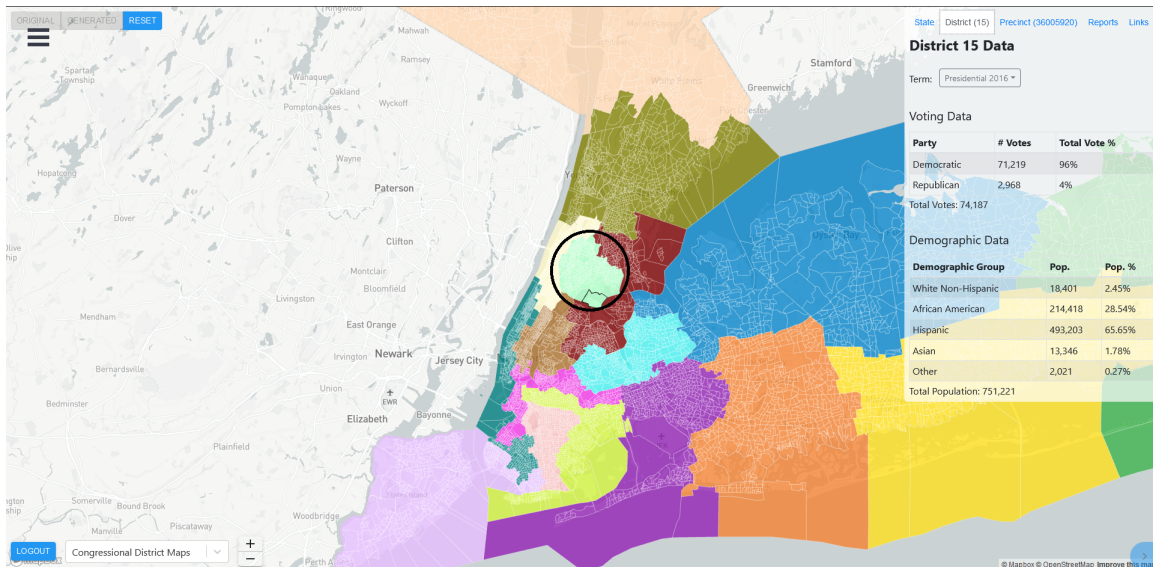 ORIGINAL GENERATED RESET
State District (15) Precinct (36005920) Reports Links
District 15 Data
Term: Presidential 2016
Voting Data
Party # Votes Total Vote %
Democratic 71,219 96%
Republican 2,968 4%
Total Votes: 74,187
Demographic Data
Demographic Group Pop. Pop. %
White Non-Hispanic 18,401 2.45%
African American 214,418 28.54%
Hispanic 493,203 65.65%
Asian 13,346 1.78%
Other 2,021 0.27%
Total Population: 751,221
Mahwah
Ramsey
Stamford
Greenwich
Sparta
Township
Wanaque
Oakland
Pompton Lakes
Wyckoff
Hopatcong
Wayne
Paterson
Dover
Clifton
Montclair
Bloomfield
Livingston
Mendham
East Orange
Newark
Jersey City
Irvington
Bernardsville
Union
EWR
Bayonne
Elizabeth
Bedminster
Plainfield
Somerville
Bound Brook
Woodbridge
Manville
Piscataway
Perth A
LOGOUT Congressional District Maps
+
−
© Mapbox © OpenStreetMap Improve this map